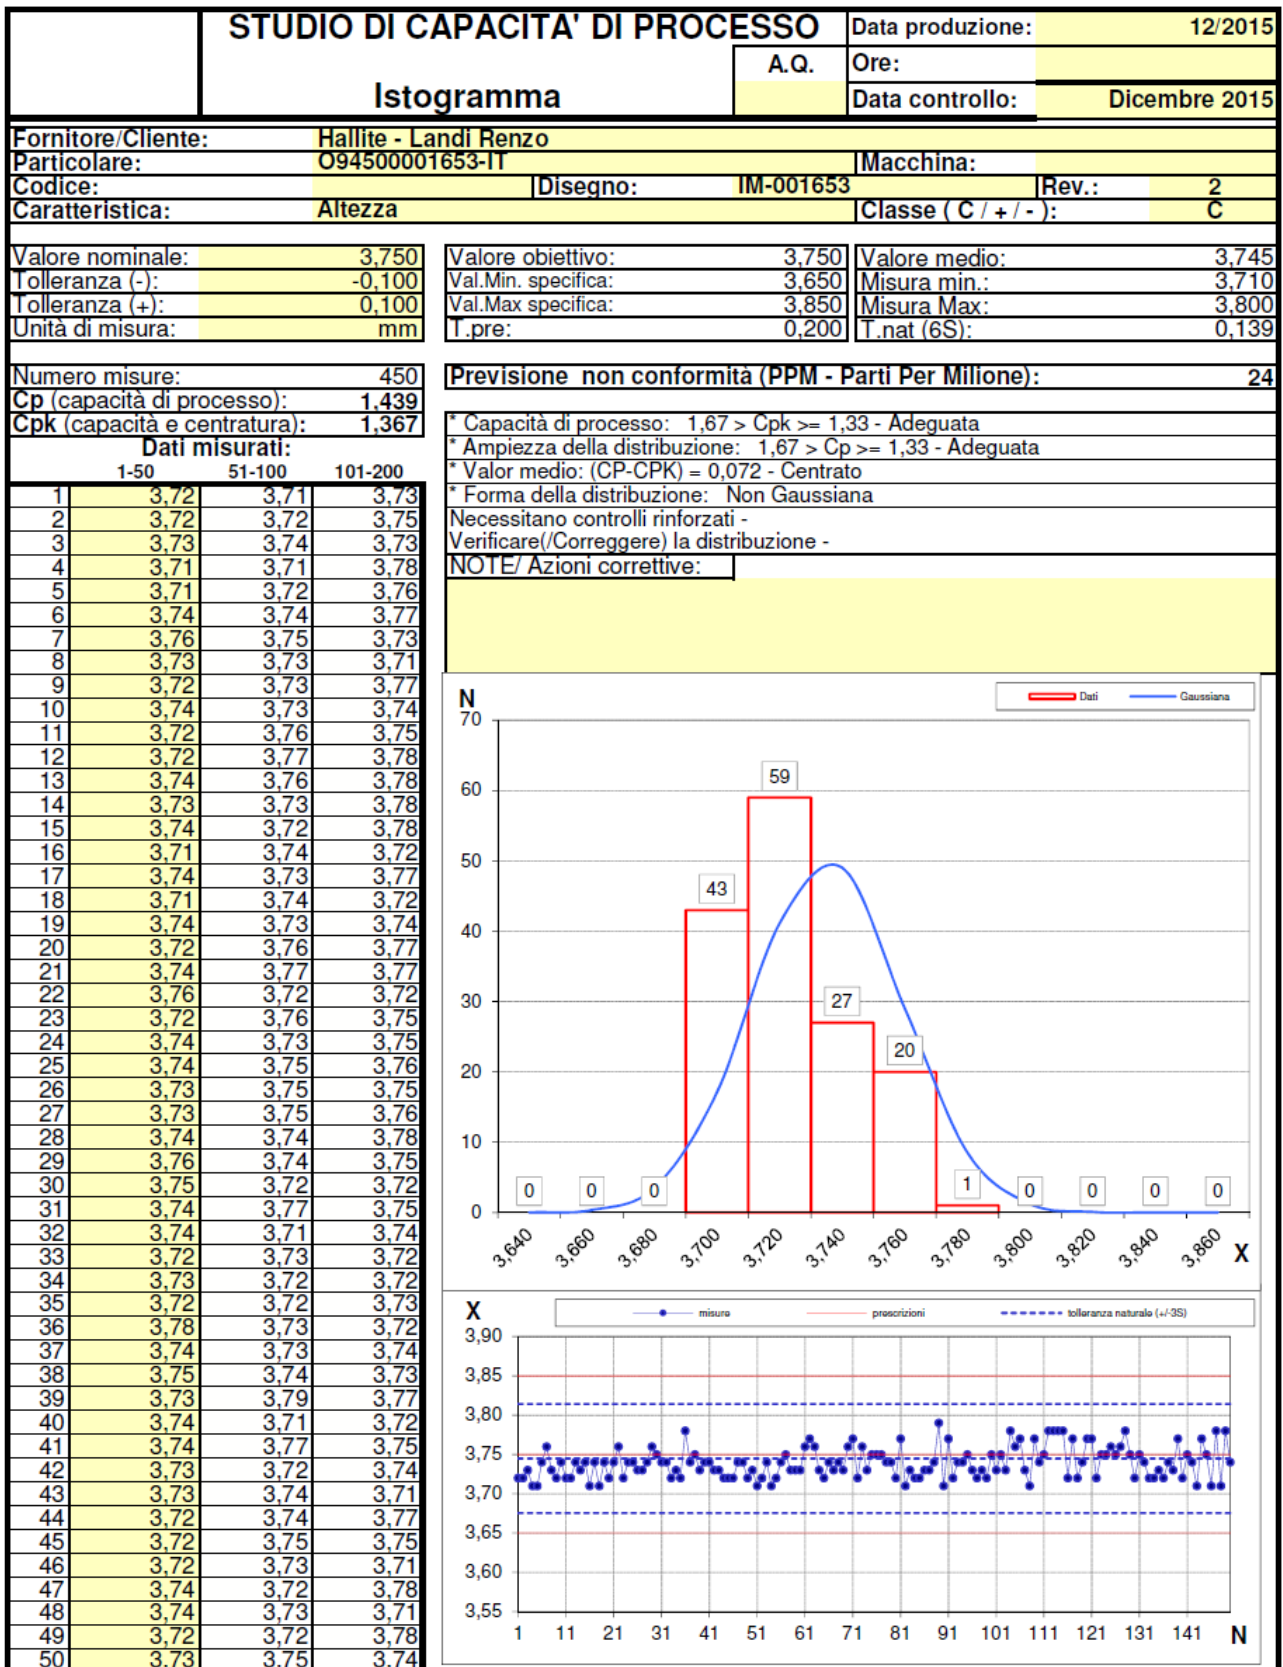 STUDIO DI CAPACITA' DI PROCESSO
Data produzione: 12/2015
A.Q. Ore:
Istogramma
Data controllo: Dicembre 2015
Fornitore/Cliente: Hallite - Landi Renzo
Particolare: O94500001653-IT Macchina:
Codice: Disegno: IM-001653 Rev.: 2
Caratteristica: Altezza Classe ( C / + / - ): C
Valore nominale: 3,750 Valore obiettivo: 3,750 Valore medio: 3,745
Tolleranza (-): -0,100 Val.Min. specifica: 3,650 Misura min.: 3,710
Tolleranza (+): 0,100 Val.Max specifica: 3,850 Misura Max: 3,800
Unità di misura: mm T.pre: 0,200 T.nat (6S): 0,139
Numero misure: 450 Previsione non conformità (PPM - Parti Per Milione): 24
Cp (capacità di processo): 1,439
Cpk (capacità e centratura): 1,367
* Capacità di processo: 1,67 > Cpk >= 1,33 - Adeguata
* Ampiezza della distribuzione: 1,67 > Cp >= 1,33 - Adeguata
* Valor medio: (CP-CPK) = 0,072 - Centrato
* Forma della distribuzione: Non Gaussiana
Necessitano controlli rinforzati -
Verificare(/Correggere) la distribuzione -
NOTE/ Azioni correttive:
Dati misurati:
1-50 51-100 101-200
1 3,72 3,71 3,73
2 3,72 3,72 3,75
3 3,73 3,74 3,73
4 3,71 3,71 3,78
5 3,71 3,72 3,76
6 3,74 3,74 3,77
7 3,76 3,75 3,73
8 3,73 3,73 3,71
9 3,72 3,73 3,77
10 3,74 3,73 3,74
11 3,72 3,76 3,75
12 3,72 3,77 3,78
13 3,74 3,76 3,78
14 3,73 3,73 3,78
15 3,74 3,72 3,78
16 3,71 3,74 3,72
17 3,74 3,73 3,77
18 3,71 3,74 3,72
19 3,74 3,73 3,74
20 3,72 3,76 3,77
21 3,74 3,77 3,77
22 3,76 3,72 3,72
23 3,72 3,76 3,75
24 3,74 3,73 3,75
25 3,74 3,75 3,76
26 3,73 3,75 3,75
27 3,73 3,75 3,76
28 3,74 3,74 3,78
29 3,76 3,74 3,75
30 3,75 3,72 3,72
31 3,74 3,77 3,75
32 3,74 3,71 3,74
33 3,72 3,73 3,72
34 3,73 3,72 3,72
35 3,72 3,72 3,73
36 3,78 3,73 3,72
37 3,74 3,73 3,74
38 3,75 3,74 3,73
39 3,73 3,79 3,77
40 3,74 3,71 3,72
41 3,74 3,77 3,75
42 3,73 3,72 3,74
43 3,73 3,74 3,71
44 3,72 3,74 3,77
45 3,72 3,75 3,75
46 3,72 3,73 3,71
47 3,74 3,72 3,78
48 3,74 3,73 3,71
49 3,72 3,72 3,78
50 3,73 3,75 3,74
N
Dati Gaussiana
70
60
50
40
30
20
10
0
59
43
27
20
0 0 0 1 0 0 0 0
3,640 3,660 3,680 3,700 3,720 3,740 3,760 3,780 3,800 3,820 3,840 3,860 X
X
misure prescrizioni tolleranza naturale (+/-3S)
3,90
3,85
3,80
3,75
3,70
3,65
3,60
3,55
1 11 21 31 41 51 61 71 81 91 101 111 121 131 141 N